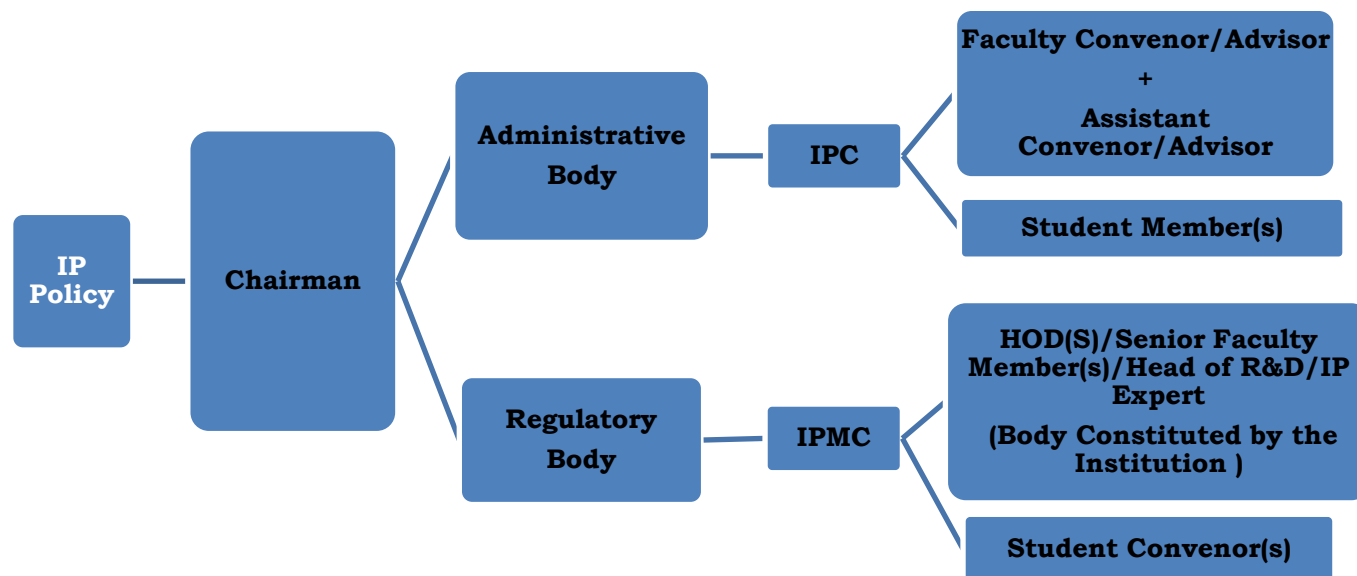 Faculty Convenor/Advisor
+
Assistant
Convenor/Advisor
Administrative
Body
IPC
Student Member(s)
IP
Policy
Chairman
HOD(S)/Senior Faculty
Member(s)/Head of R&D/IP
Expert
(Body Constituted by the
Institution )
Regulatory
Body
IPMC
Student Convenor(s)